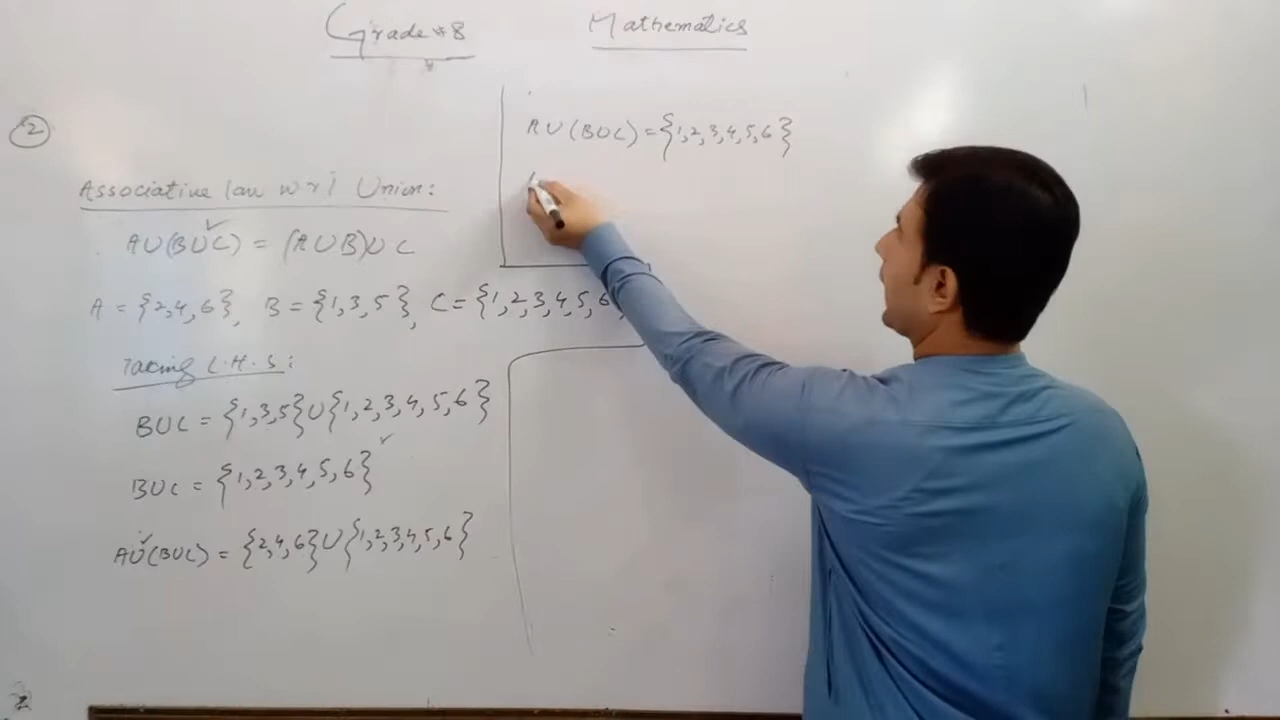 Grade # 8 Mathematics
2
Associative law w.r.t Union:
A∪(B∪C) = (A∪B)∪C
A = {2,4,6}, B = {1,3,5}, C = {1,2,3,4,5,6
Taking L.H.S:
B∪C = {1,3,5}∪{1,2,3,4,5,6}
B∪C = {1,2,3,4,5,6}
A∪(B∪C) = {2,4,6}∪{1,2,3,4,5,6}
A∪(B∪C) = {1,2,3,4,5,6}